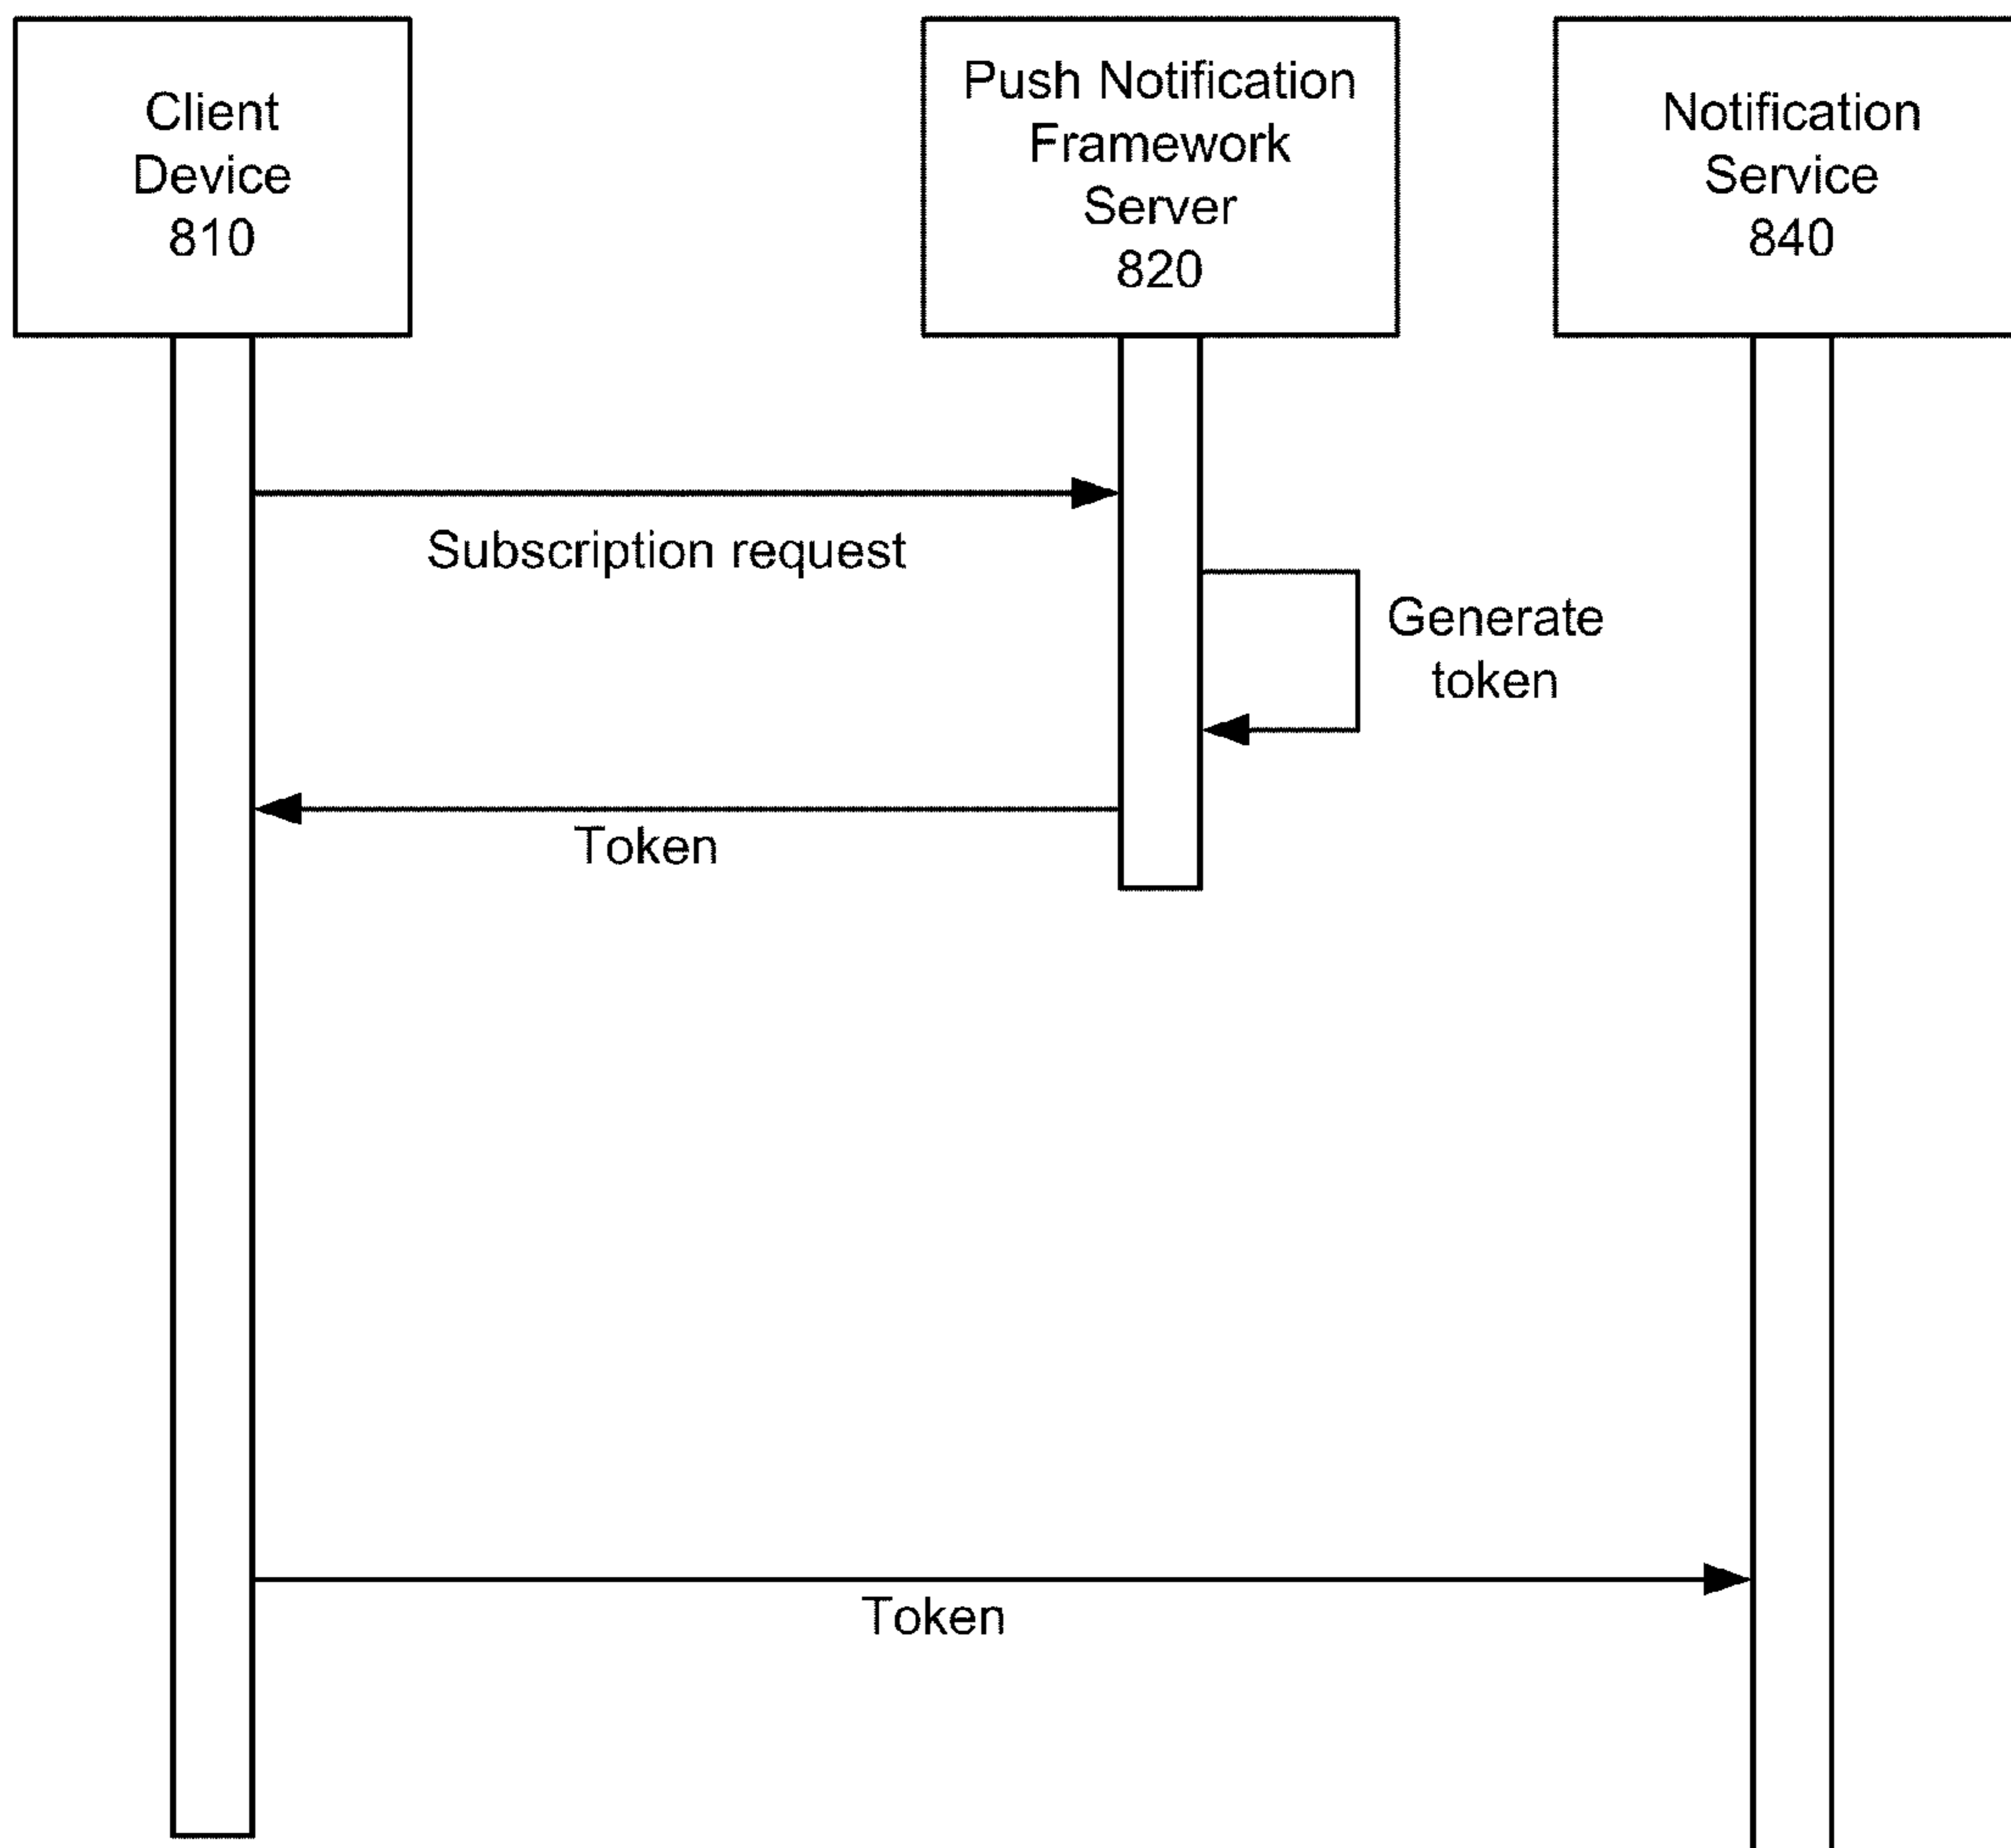 Client
Device
810
Push Notification
Framework
Server
820
Notification
Service
840
Subscription request
Generate
token
Token
Token